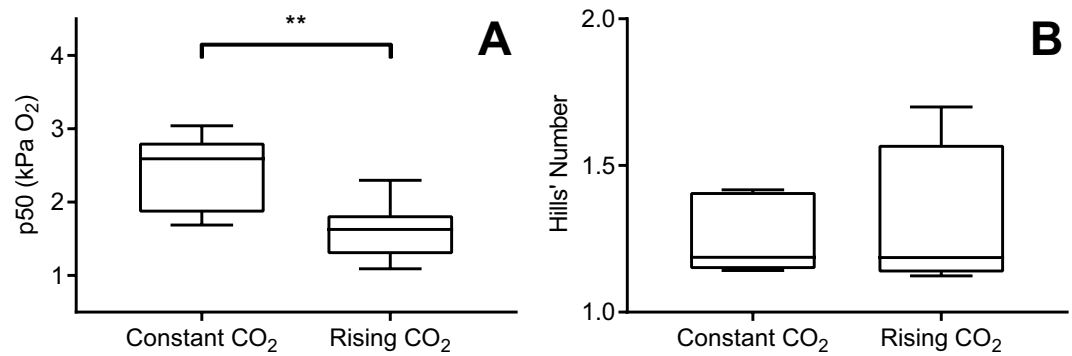 **
A
4
3
2
1
p50 (kPa O₂)
Constant CO₂
Rising CO₂
B
2.0
1.5
1.0
Hills' Number
Constant CO₂
Rising CO₂